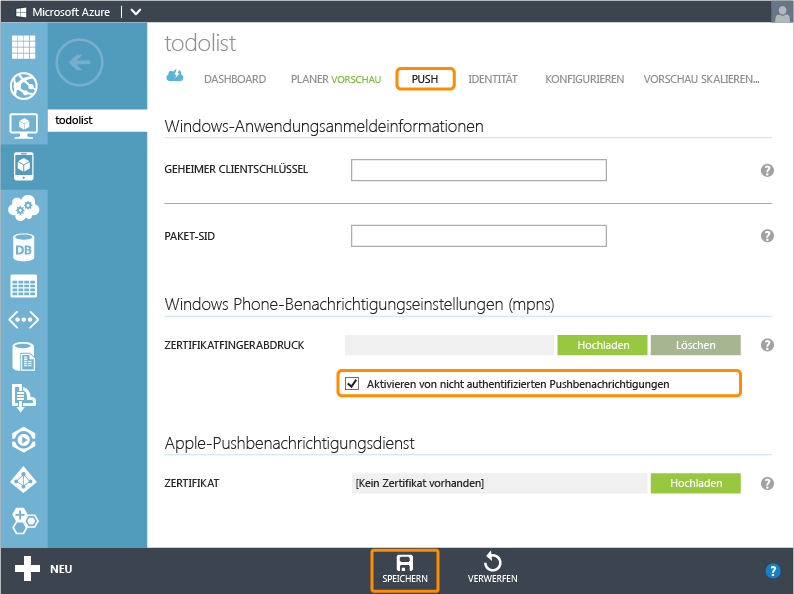 Microsoft Azure
todolist
todolist
DASHBOARD PLANER VORSCHAU PUSH IDENTITÄT KONFIGURIEREN VORSCHAU SKALIEREN...
Windows-Anwendungsanmeldeinformationen
GEHEIMER CLIENTSCHLÜSSEL
?
PAKET-SID
?
Windows Phone-Benachrichtigungseinstellungen (mpns)
ZERTIFIKATFINGERABDRUCK Hochladen Löschen ?
Aktivieren von nicht authentifizierten Pushbenachrichtigungen
Apple-Pushbenachrichtigungsdienst
ZERTIFIKAT [Kein Zertifikat vorhanden] Hochladen ?
DB
NEU SPEICHERN VERWERFEN ?